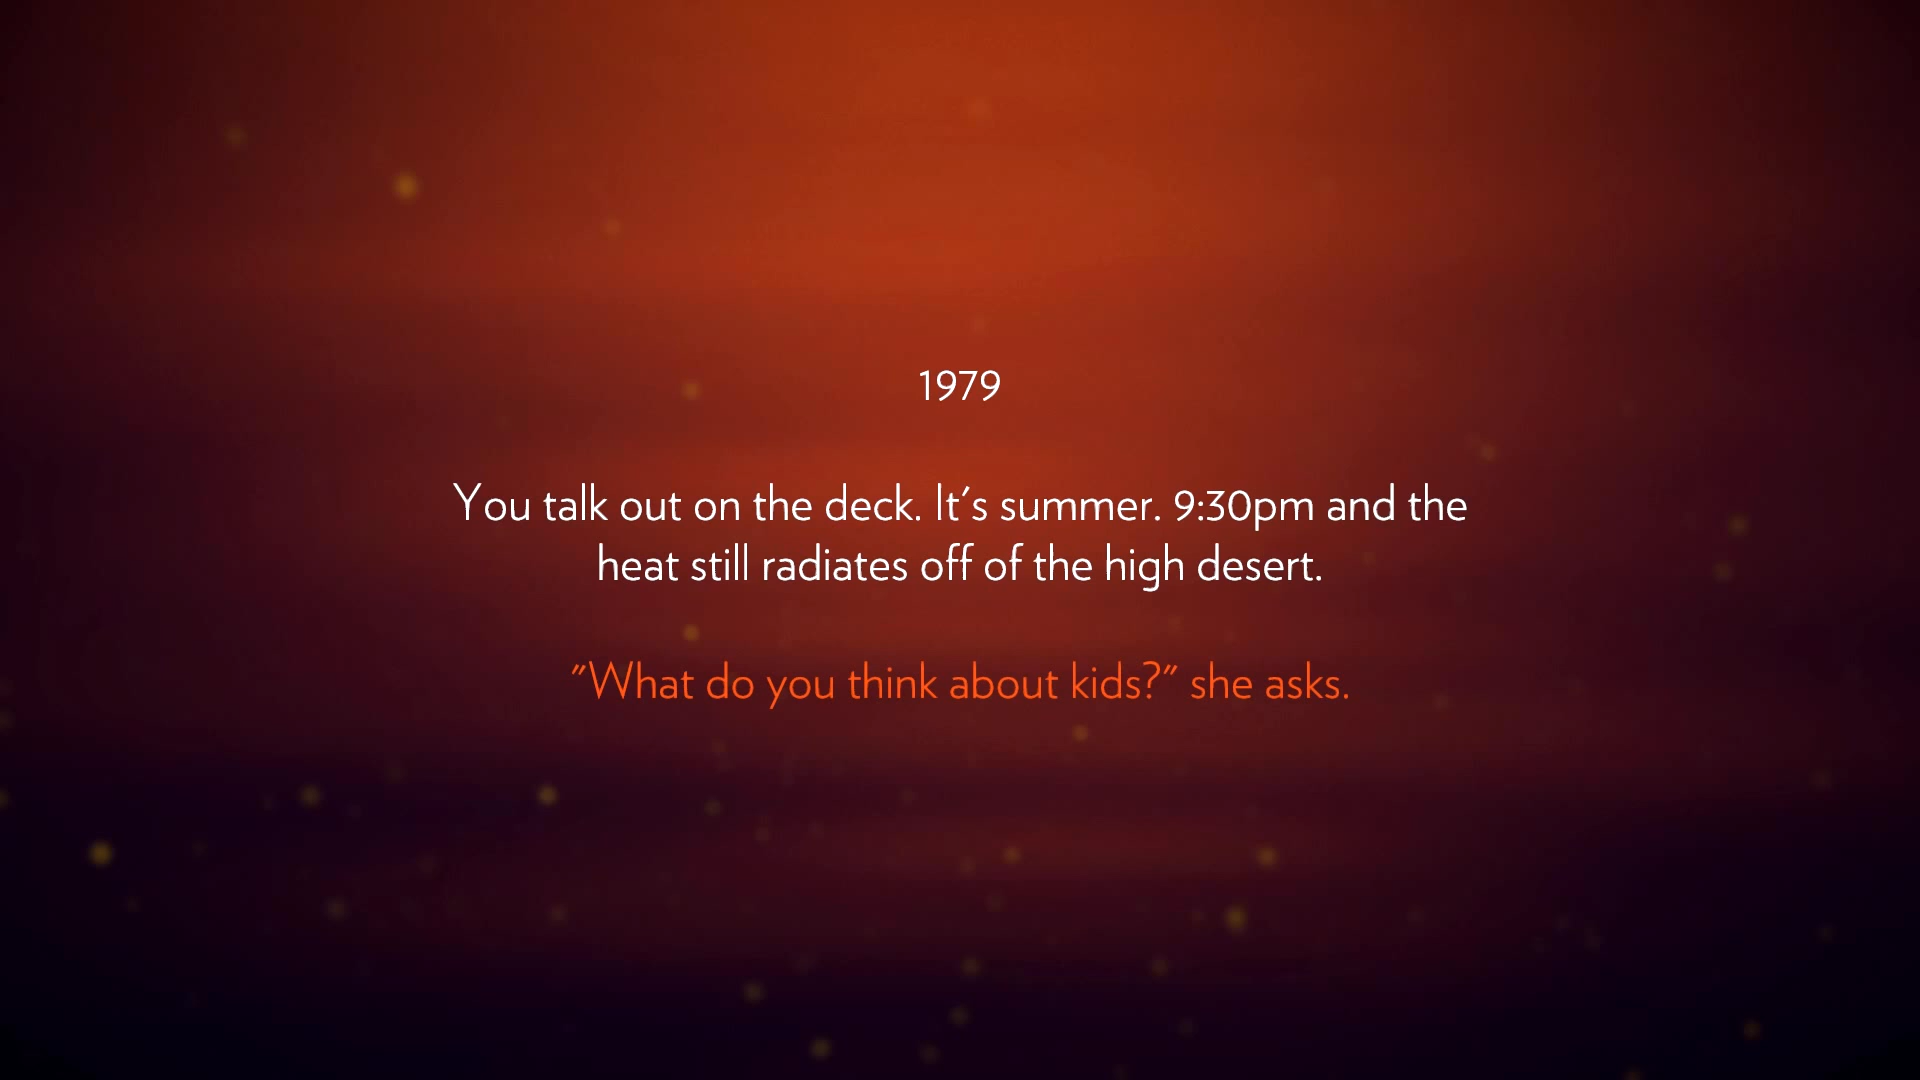 1979
You talk out on the deck. It's summer. 9:30pm and the
heat still radiates off of the high desert.
"What do you think about kids?" she asks.